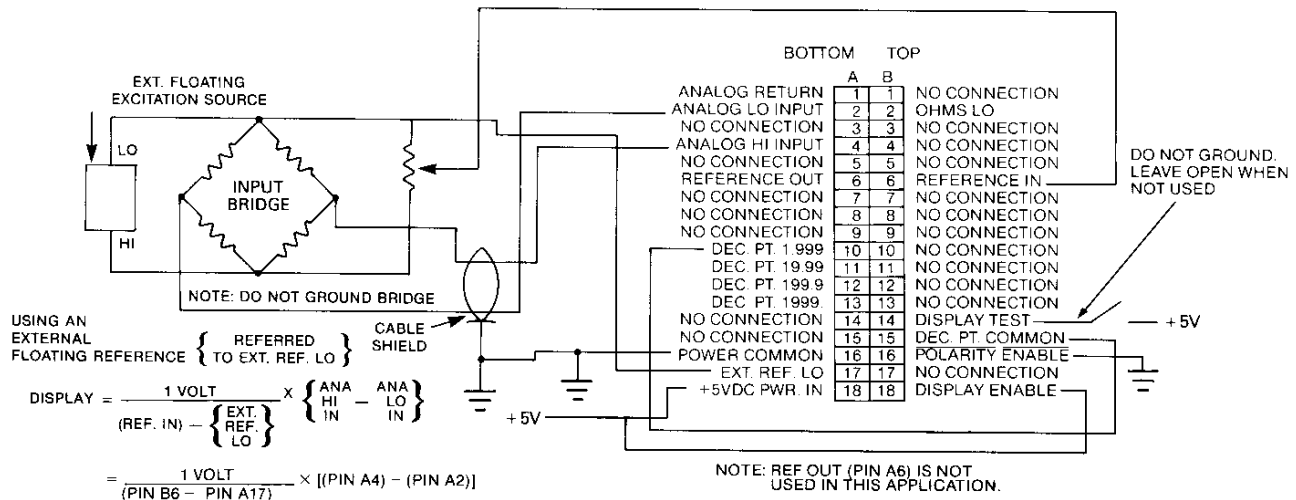 BOTTOM TOP
A B
ANALOG RETURN 1 1 NO CONNECTION
ANALOG LO INPUT 2 2 OHMS LO
NO CONNECTION 3 3 NO CONNECTION
ANALOG HI INPUT 4 4 NO CONNECTION
NO CONNECTION 5 5 NO CONNECTION
REFERENCE OUT 6 6 REFERENCE IN
NO CONNECTION 7 7 NO CONNECTION
NO CONNECTION 8 8 NO CONNECTION
NO CONNECTION 9 9 NO CONNECTION
DEC. PT. 1.999 10 10 NO CONNECTION
DEC. PT. 19.99 11 11 NO CONNECTION
DEC. PT. 199.9 12 12 NO CONNECTION
DEC. PT. 1999. 13 13 NO CONNECTION
NO CONNECTION 14 14 DISPLAY TEST
NO CONNECTION 15 15 DEC. PT. COMMON
POWER COMMON 16 16 POLARITY ENABLE
EXT. REF. LO 17 17 NO CONNECTION
+5VDC PWR. IN 18 18 DISPLAY ENABLE
DO NOT GROUND.
LEAVE OPEN WHEN
NOT USED
+5V
EXT. FLOATING
EXCITATION SOURCE
LO
INPUT
BRIDGE
HI
NOTE: DO NOT GROUND BRIDGE
CABLE
SHIELD
USING AN
EXTERNAL
FLOATING REFERENCE { REFERRED
TO EXT. REF. LO }
DISPLAY = 1 VOLT
(REF. IN) − { EXT.
REF.
LO }
× { ANA
HI
IN − ANA
LO
IN }
+5V
= 1 VOLT
(PIN B6 − PIN A17)
× [(PIN A4) − (PIN A2)]
NOTE: REF OUT (PIN A6) IS NOT
USED IN THIS APPLICATION.